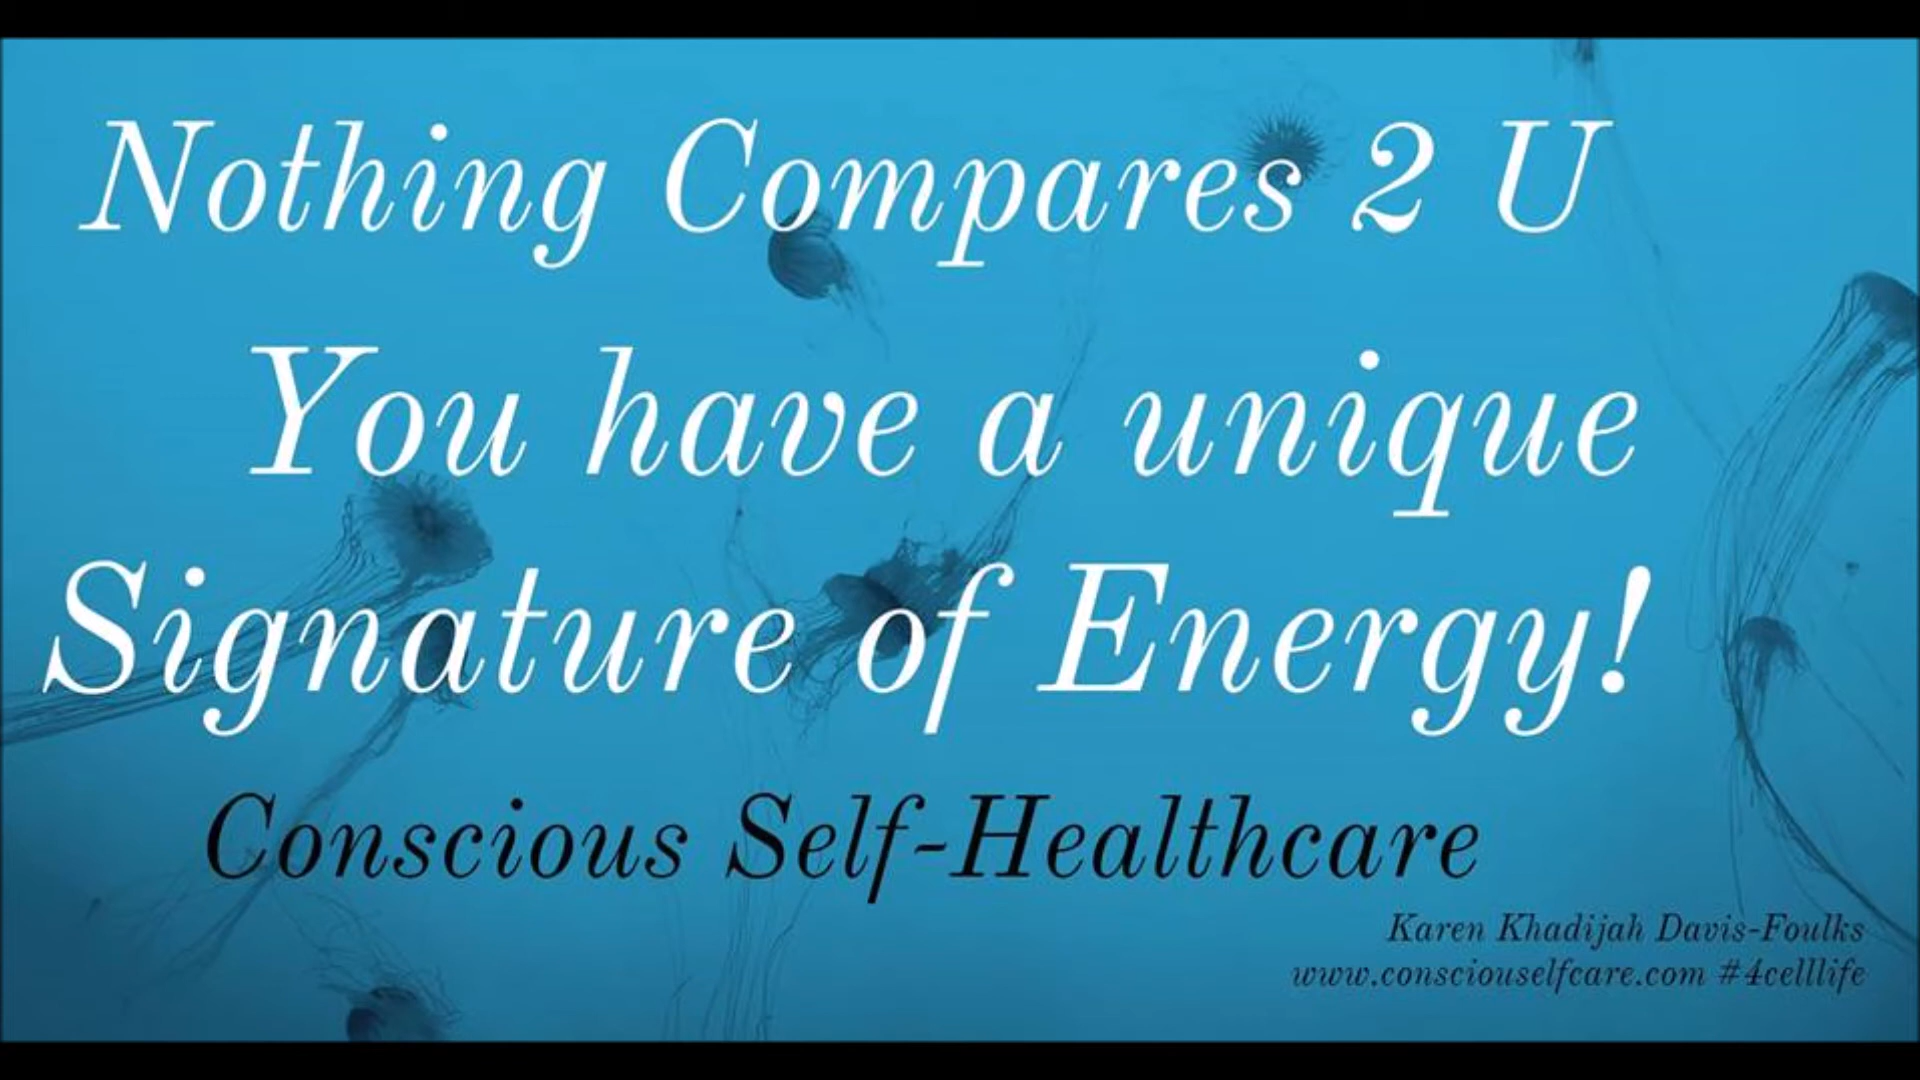 Nothing Compares 2 U
You have a unique
Signature of Energy!
Conscious Self-Healthcare
Karen Khadijah Davis-Foulks
www.consciouselfcare.com #4celllife